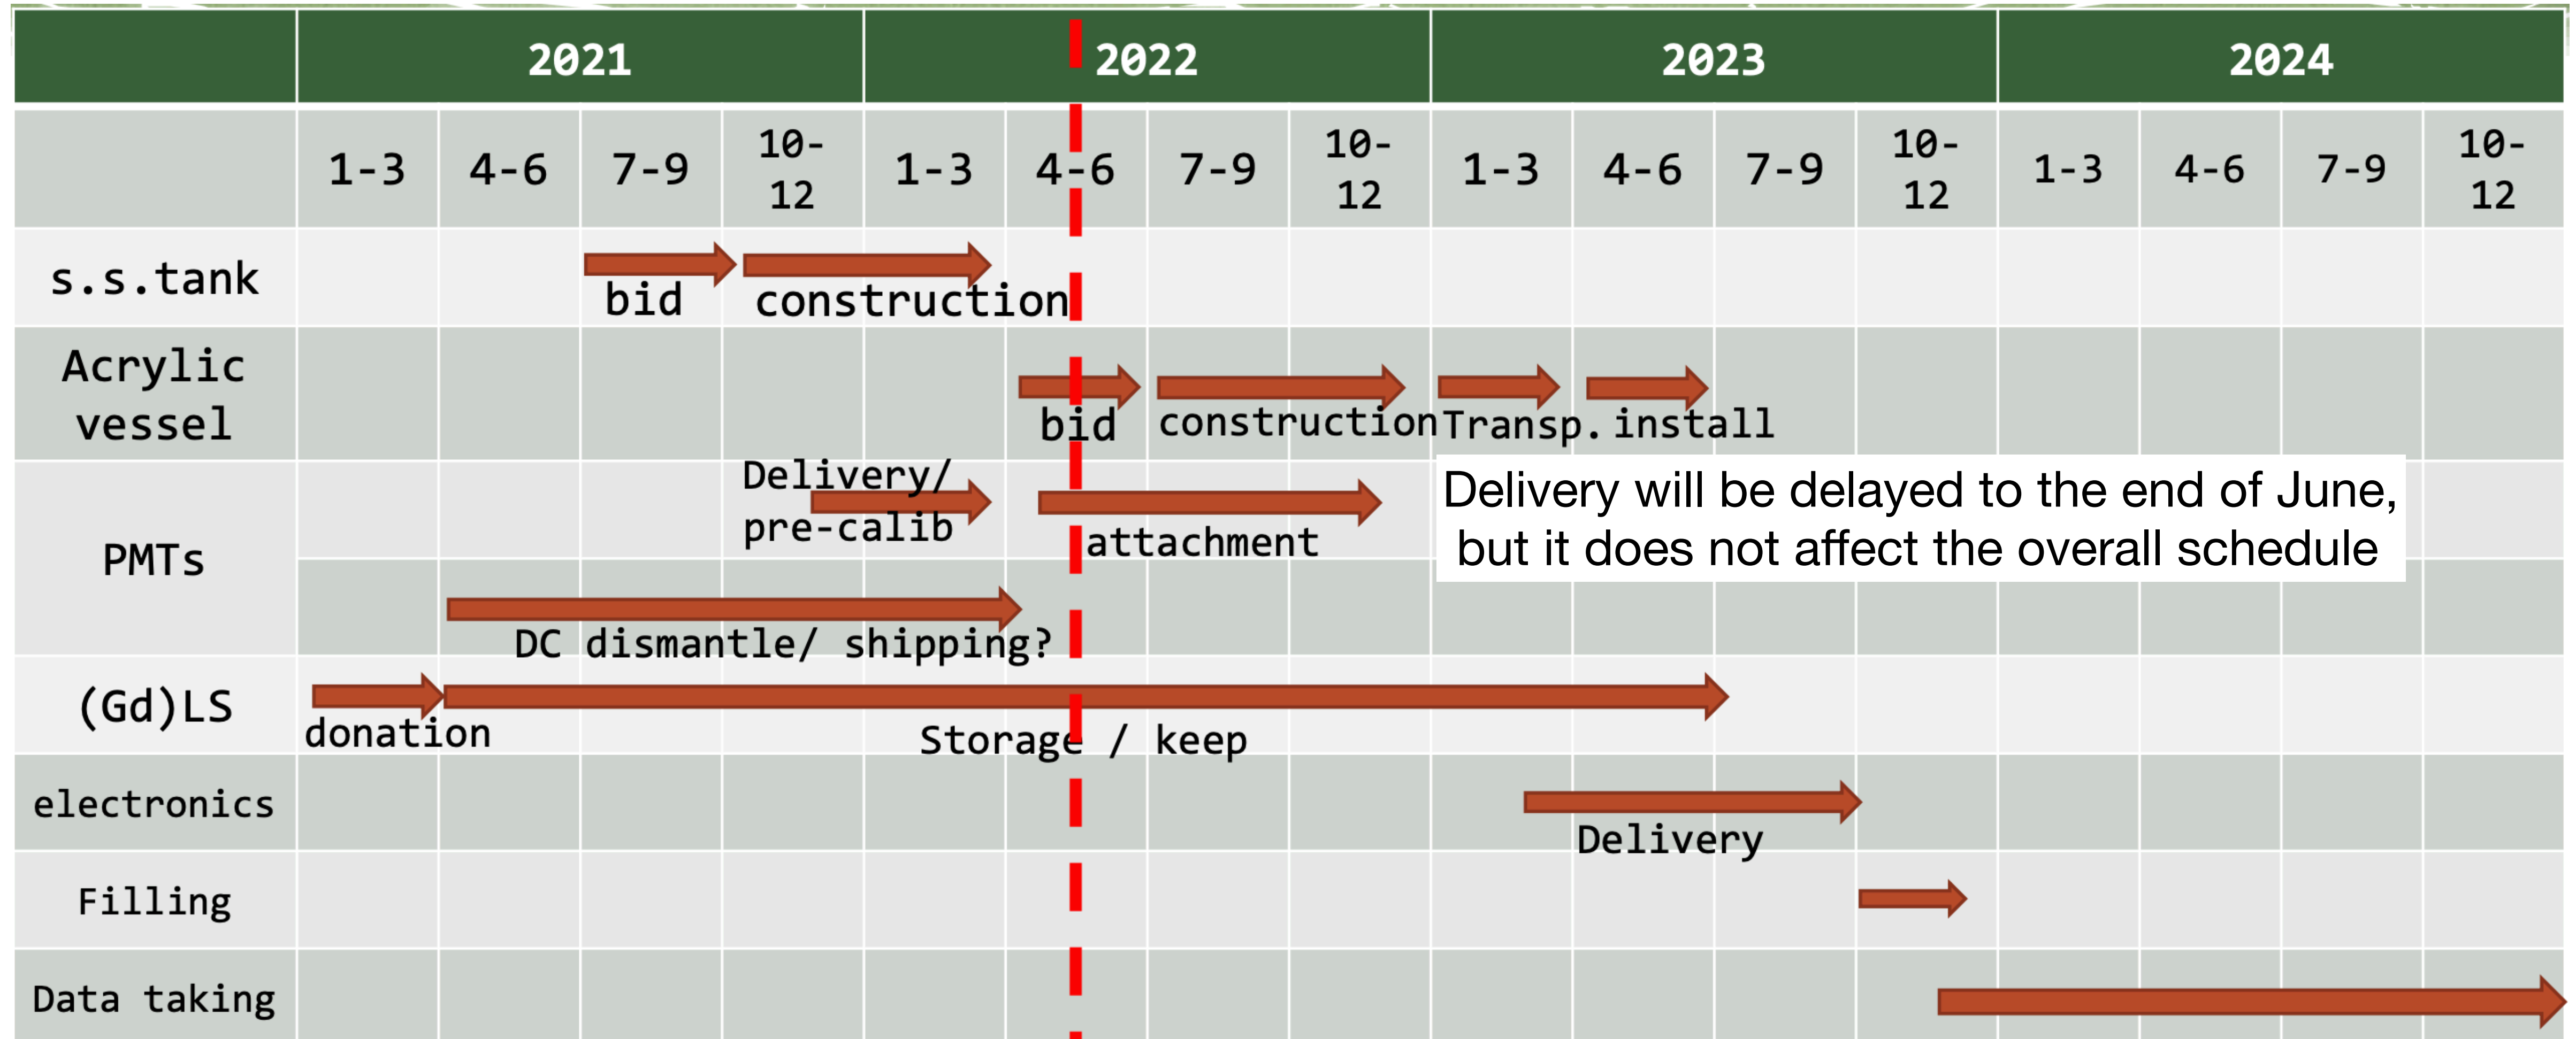 2021 2022 2023 2024
1-3 4-6 7-9 10-12 1-3 4-6 7-9 10-12 1-3 4-6 7-9 10-12 1-3 4-6 7-9 10-12
s.s.tank
bid construction
Acrylic
vessel
bid construction Transp. install
PMTs
Delivery/
pre-calib
attachment
Delivery will be delayed to the end of June,
but it does not affect the overall schedule
DC dismantle/ shipping?
(Gd)LS
donation
Storage / keep
electronics
Delivery
Filling
Data taking